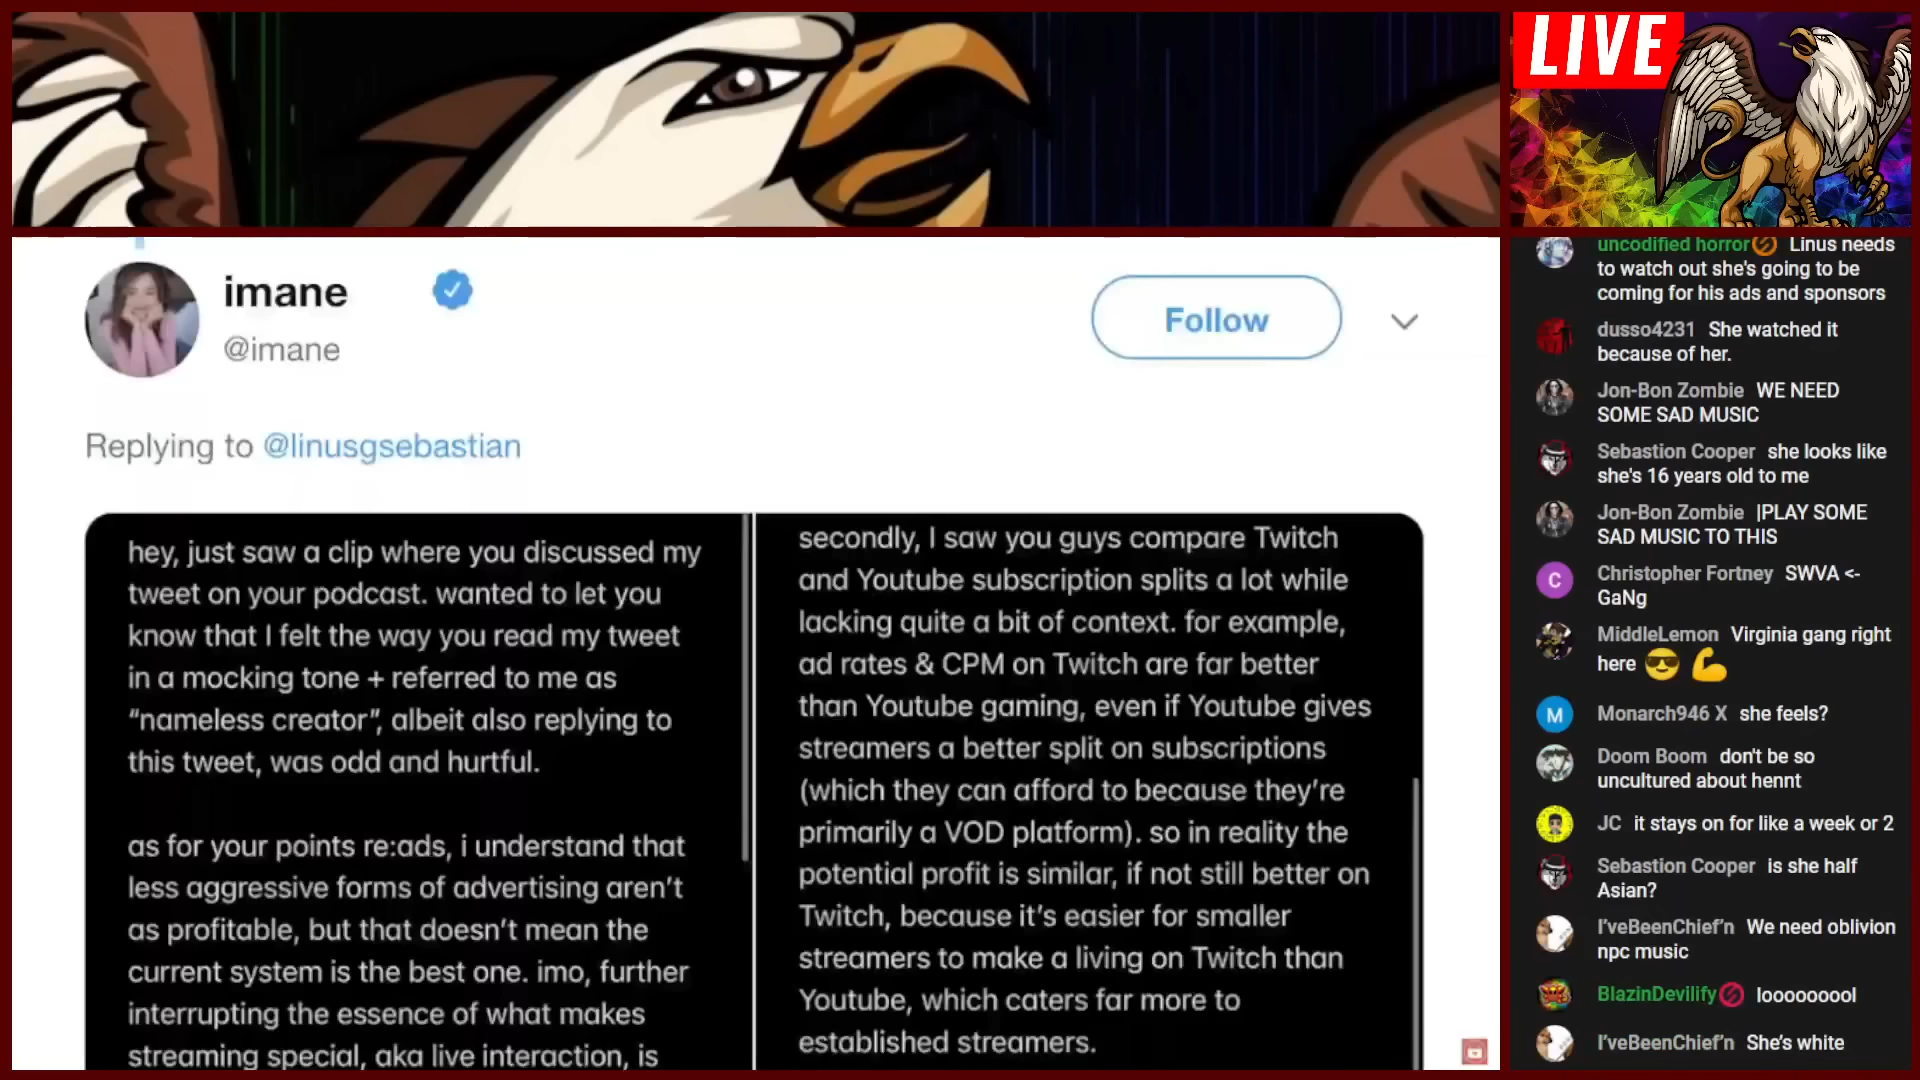 LIVE
imane
@imane
Follow
Replying to @linusgsebastian
hey, just saw a clip where you discussed my
tweet on your podcast. wanted to let you
know that I felt the way you read my tweet
in a mocking tone + referred to me as
“nameless creator”, albeit also replying to
this tweet, was odd and hurtful.
as for your points re:ads, i understand that
less aggressive forms of advertising aren’t
as profitable, but that doesn’t mean the
current system is the best one. imo, further
interrupting the essence of what makes
streaming special, aka live interaction, is
secondly, I saw you guys compare Twitch
and Youtube subscription splits a lot while
lacking quite a bit of context. for example,
ad rates & CPM on Twitch are far better
than Youtube gaming, even if Youtube gives
streamers a better split on subscriptions
(which they can afford to because they’re
primarily a VOD platform). so in reality the
potential profit is similar, if not still better on
Twitch, because it’s easier for smaller
streamers to make a living on Twitch than
Youtube, which caters far more to
established streamers.
uncodified horror Linus needs
to watch out she's going to be
coming for his ads and sponsors
dusso4231 She watched it
because of her.
Jon-Bon Zombie WE NEED
SOME SAD MUSIC
Sebastion Cooper she looks like
she's 16 years old to me
Jon-Bon Zombie |PLAY SOME
SAD MUSIC TO THIS
C
Christopher Fortney SWVA <-
GaNg
MiddleLemon Virginia gang right
here 😎 💪
M
Monarch946 X she feels?
Doom Boom don't be so
uncultured about hennt
JC it stays on for like a week or 2
Sebastion Cooper is she half
Asian?
I’veBeenChief’n We need oblivion
npc music
BlazinDevilify loooooool
I’veBeenChief’n She’s white